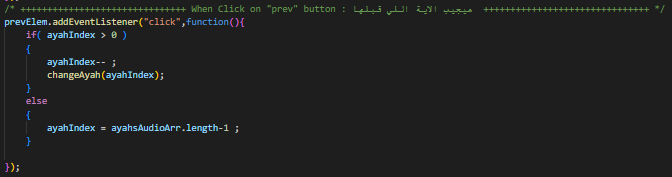 /* +++++++++++++++++++++++++++++++ When Click on "prev" button : هيجيب الاية اللي قبلها +++++++++++++++++++++++++++++++ */
prevElem.addEventListener("click",function(){
    if( ayahIndex > 0 )
    {
        ayahIndex-- ;
        changeAyah(ayahIndex);
    }
    else
    {
        ayahIndex = ayahsAudioArr.length-1 ;
    }
});